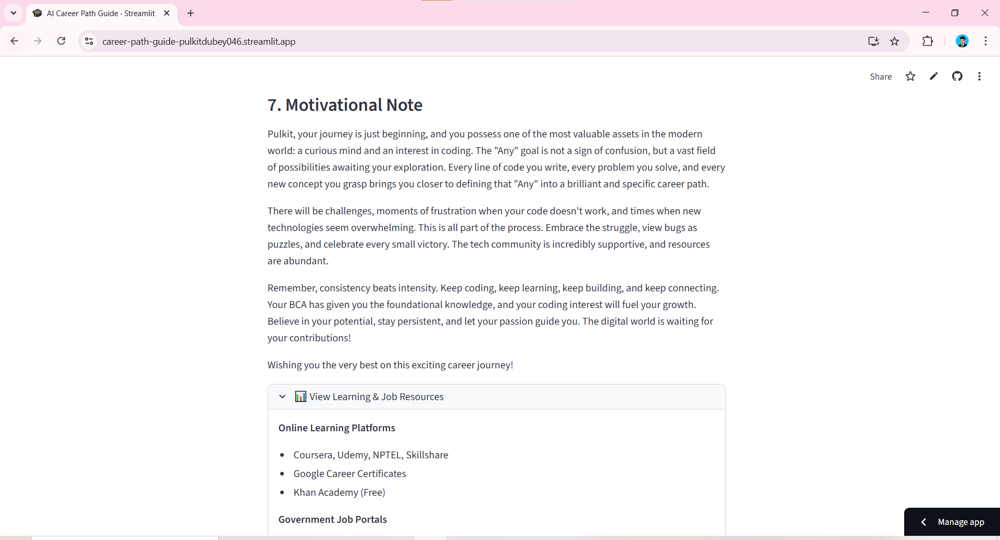 AI Career Path Guide · Streamlit
career-path-guide-pulkitdubey046.streamlit.app
Share
7. Motivational Note
Pulkit, your journey is just beginning, and you possess one of the most valuable assets in the modern
world: a curious mind and an interest in coding. The "Any" goal is not a sign of confusion, but a vast field
of possibilities awaiting your exploration. Every line of code you write, every problem you solve, and every
new concept you grasp brings you closer to defining that "Any" into a brilliant and specific career path.
There will be challenges, moments of frustration when your code doesn't work, and times when new
technologies seem overwhelming. This is all part of the process. Embrace the struggle, view bugs as
puzzles, and celebrate every small victory. The tech community is incredibly supportive, and resources
are abundant.
Remember, consistency beats intensity. Keep coding, keep learning, keep building, and keep connecting.
Your BCA has given you the foundational knowledge, and your coding interest will fuel your growth.
Believe in your potential, stay persistent, and let your passion guide you. The digital world is waiting for
your contributions!
Wishing you the very best on this exciting career journey!
📊 View Learning & Job Resources
Online Learning Platforms
• Coursera, Udemy, NPTEL, Skillshare
• Google Career Certificates
• Khan Academy (Free)
Government Job Portals
Manage app